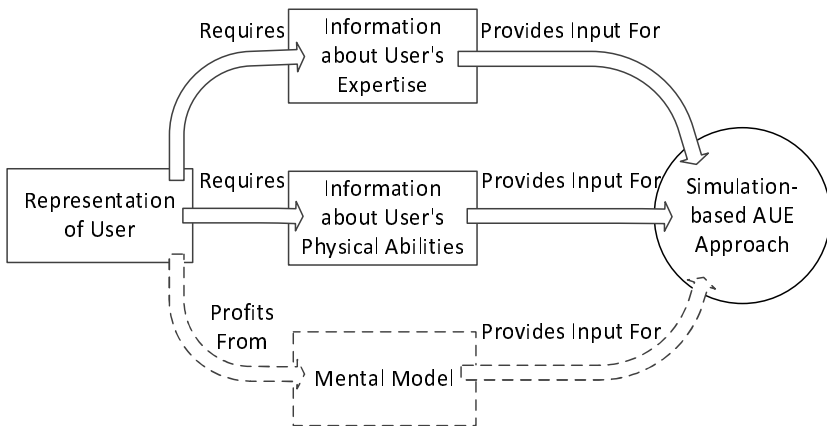 Requires
Information
about User's
Expertise
Provides Input For
Representation
of User
Requires
Information
about User's
Physical Abilities
Provides Input For
Simulation-
based AUE
Approach
Profits
From
Mental Model
Provides Input For